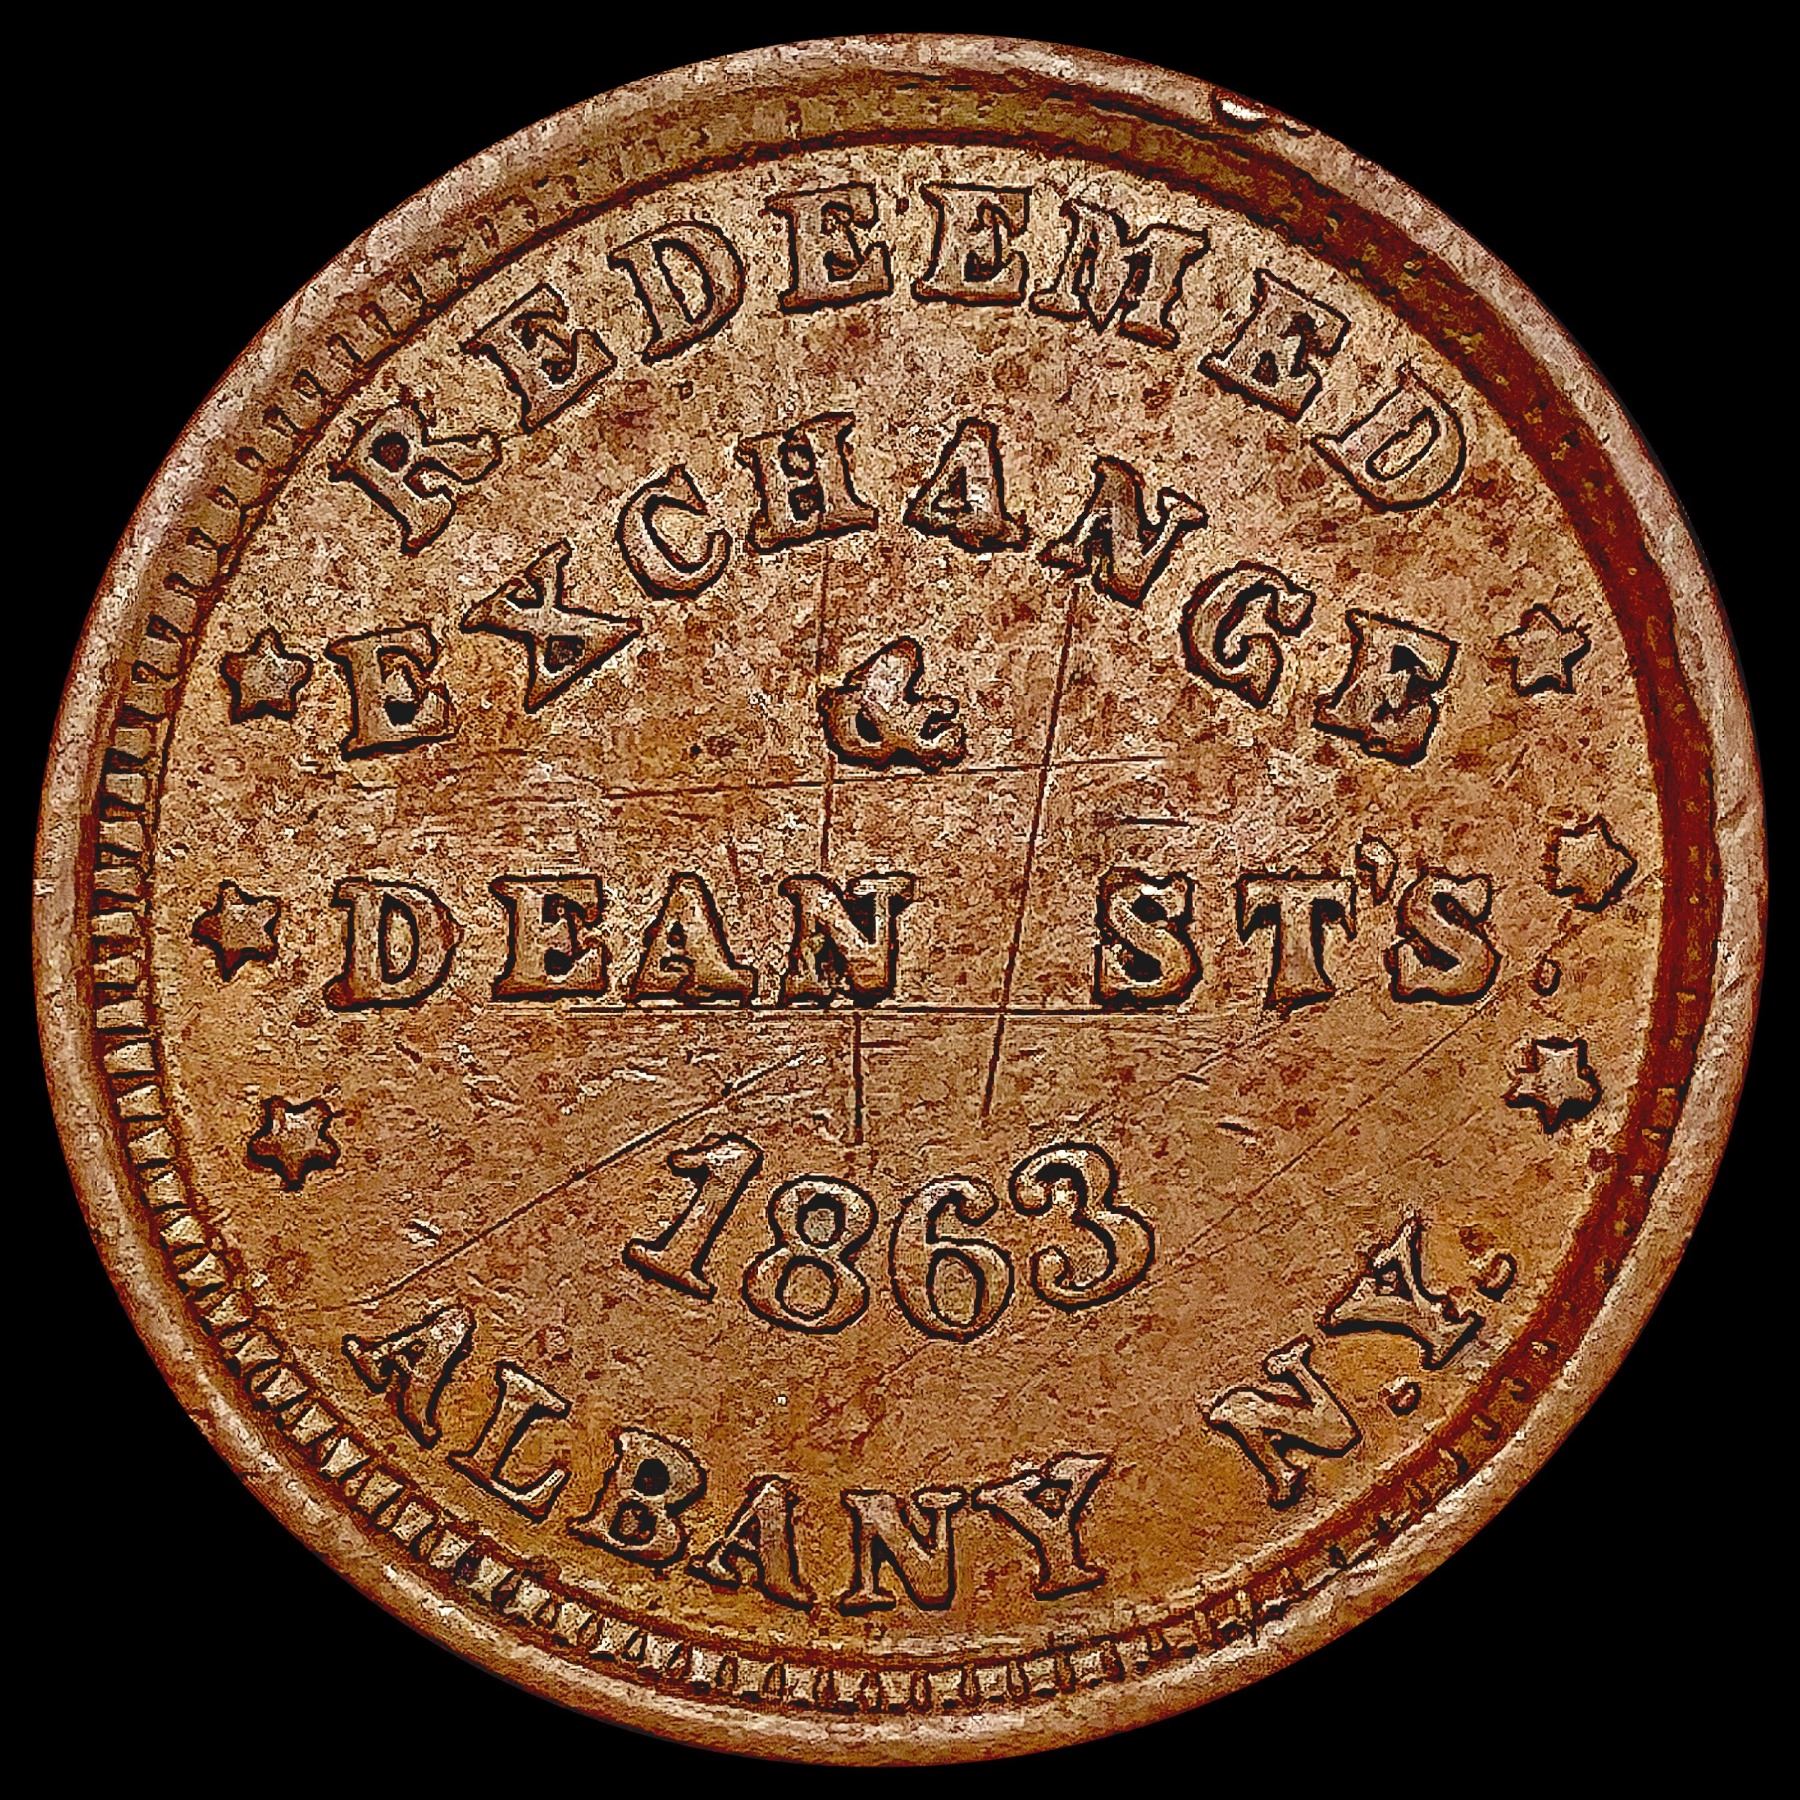 REDEEMED
EXCHANGE
&
DEAN ST'S.
1863
ALBANY N.Y.